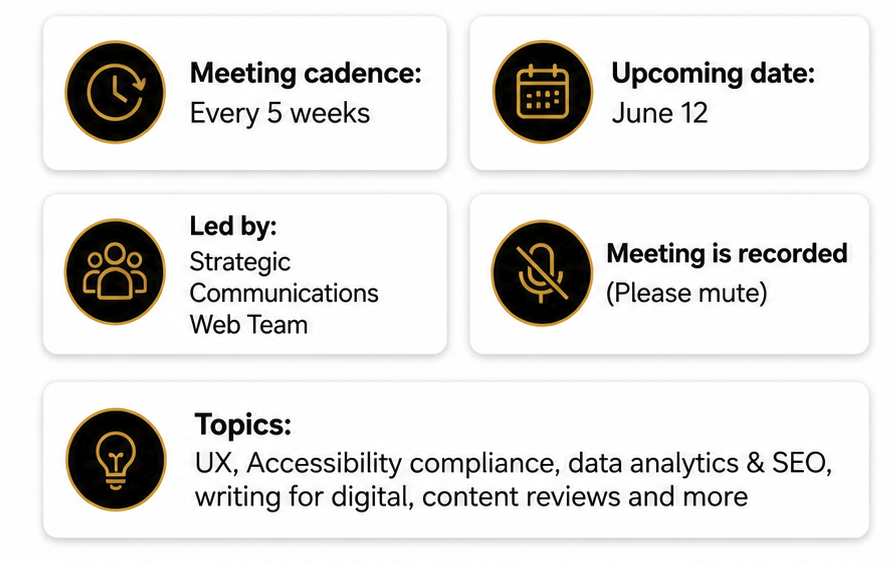 Meeting cadence:
Every 5 weeks
Upcoming date:
June 12
Led by:
Strategic
Communications
Web Team
Meeting is recorded
(Please mute)
Topics:
UX, Accessibility compliance, data analytics & SEO,
writing for digital, content reviews and more